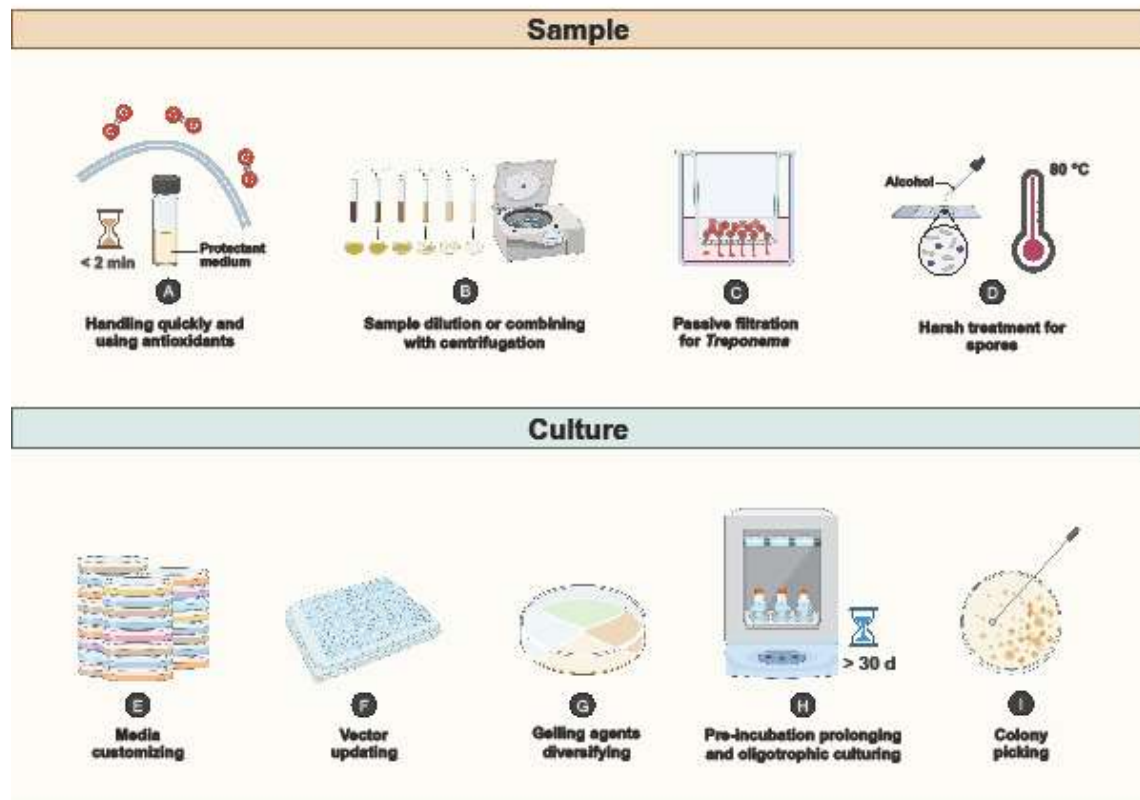 Sample
Alcohol
80 °C
Protectant
medium
< 2 min
A
B
C
D
Handling quickly and
using antioxidants
Sample dilution or combining
with centrifugation
Passive filtration
for Treponema
Harsh treatment for
spores
Culture
> 30 d
E
F
G
H
I
Media
customizing
Vector
updating
Gelling agents
diversifying
Pre-incubation prolonging
and oligotrophic culturing
Colony
picking